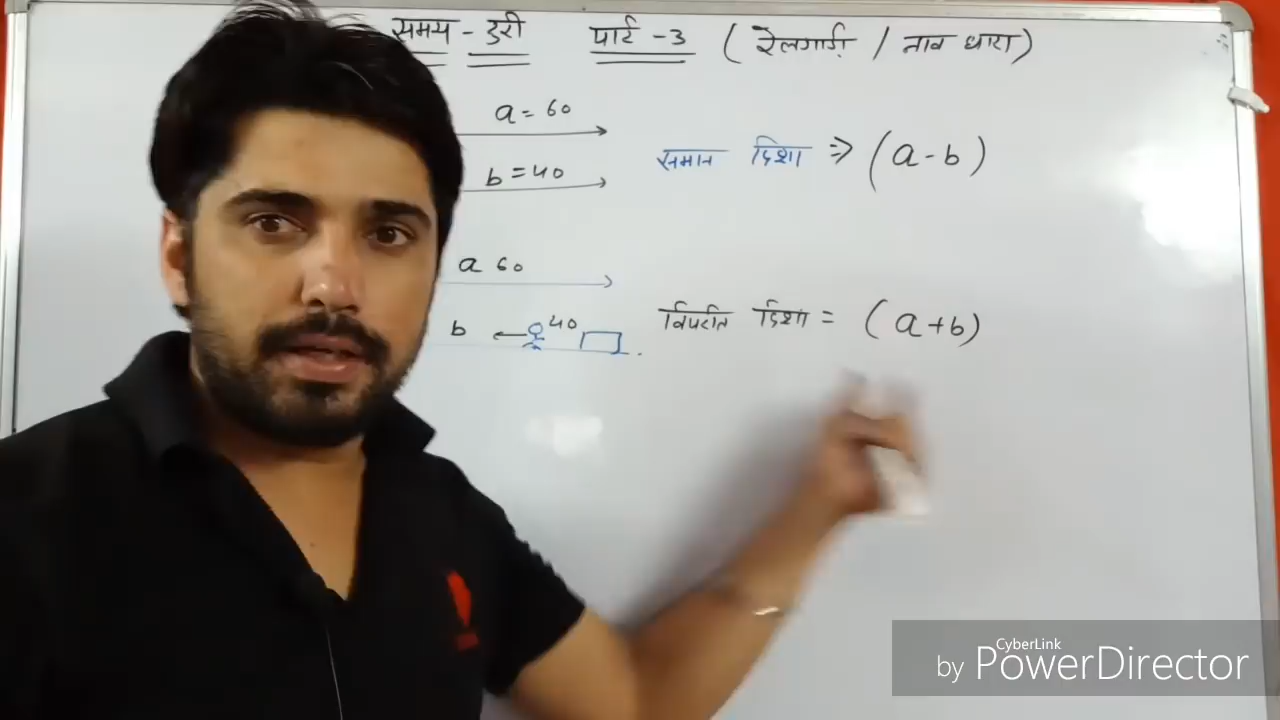 समय - दुरी पार्ट - 3 ( रेलगाड़ी / नाव धारा )
a = 60
b = 40
समान दिशा ⇒ (a - b)
a 60
b ← 40
विपरीत दिशा = (a + b)
CyberLink
by PowerDirector